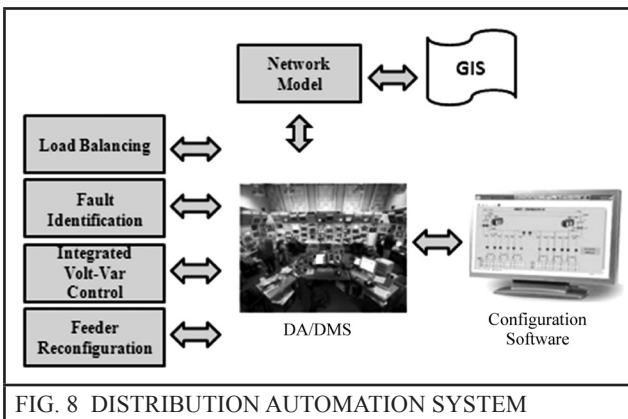 Network
Model
GIS
Load Balancing
Fault
Identification
Integrated
Volt-Var
Control
Feeder
Reconfiguration
DA/DMS
Configuration
Software
FIG. 8 DISTRIBUTION AUTOMATION SYSTEM